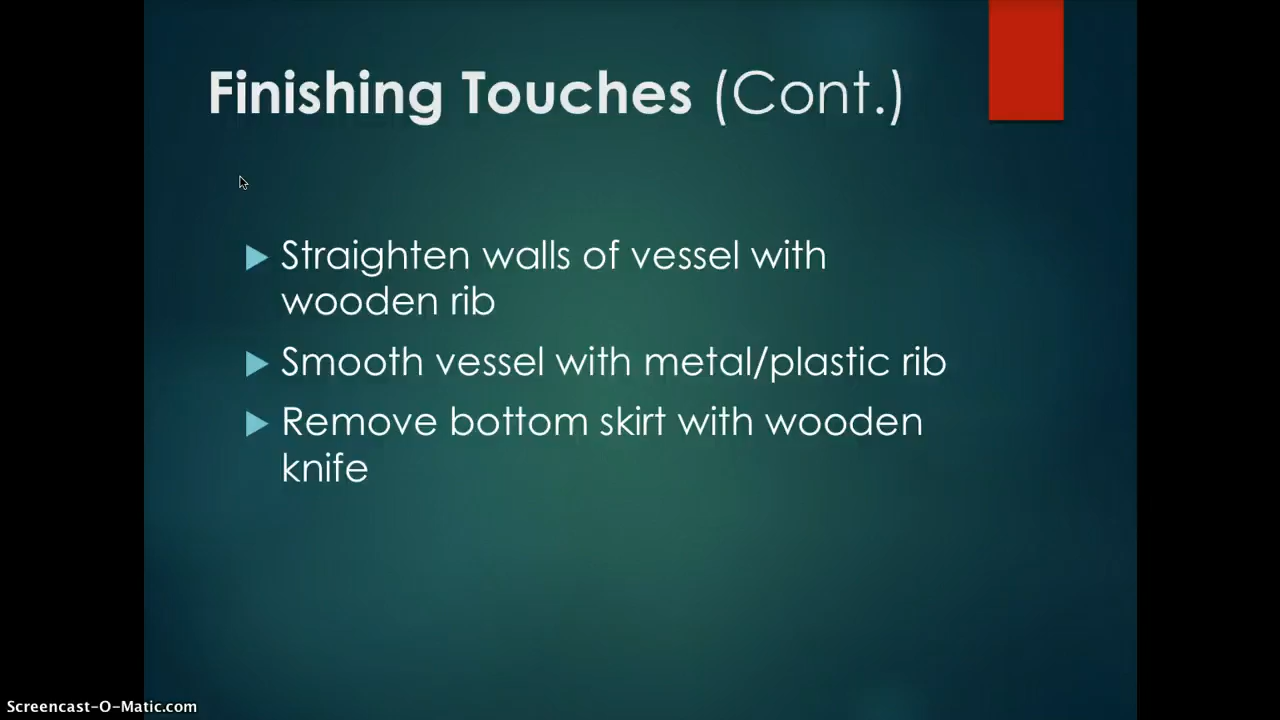 Finishing Touches (Cont.)
Straighten walls of vessel with
wooden rib
Smooth vessel with metal/plastic rib
Remove bottom skirt with wooden
knife
Screencast-O-Matic.com